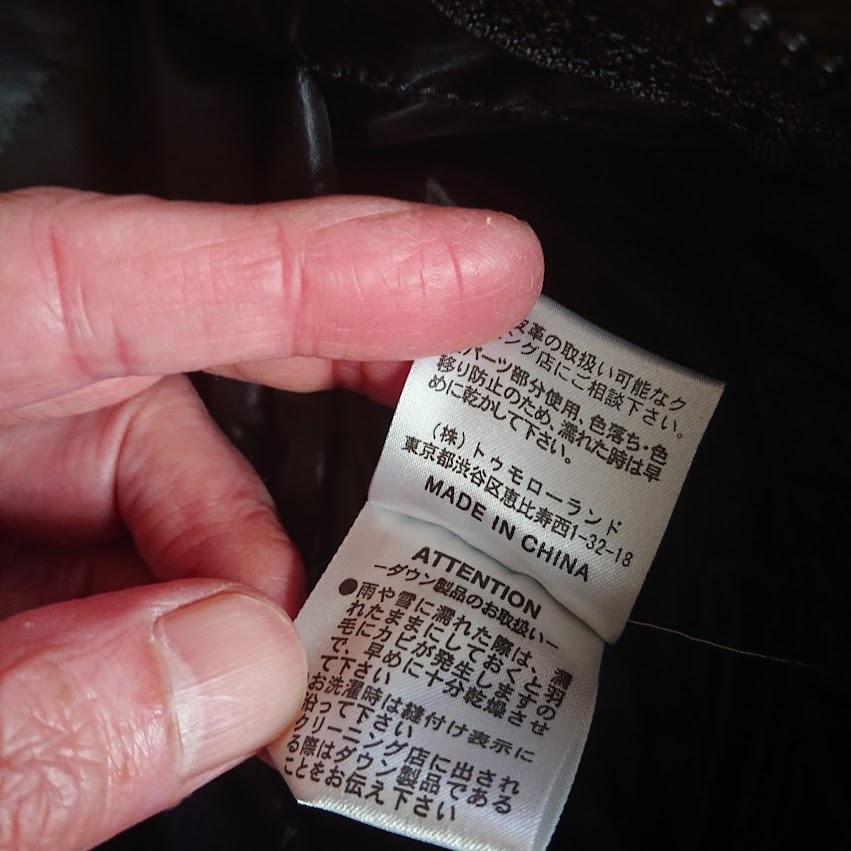 皮革の取扱い可能なク
ング店にご相談下さい。
パーツ部分使用、色落ち・色
移り防止のため、濡れた時は早
めに乾かして下さい。
(株)トゥモローランド
東京都渋谷区恵比寿西1-32-18
MADE IN CHINA
ATTENTION
ーダウン製品のお取扱いー
●雨や雪に濡れた際は、濡
れたままにしておくと羽
毛にカビが発生しますの
で、早めに十分乾燥させ
て下さい
お洗濯時は縫付け表示に
沿って下さい
クリーニング店に出され
る際はダウン製品である
ことをお伝え下さい